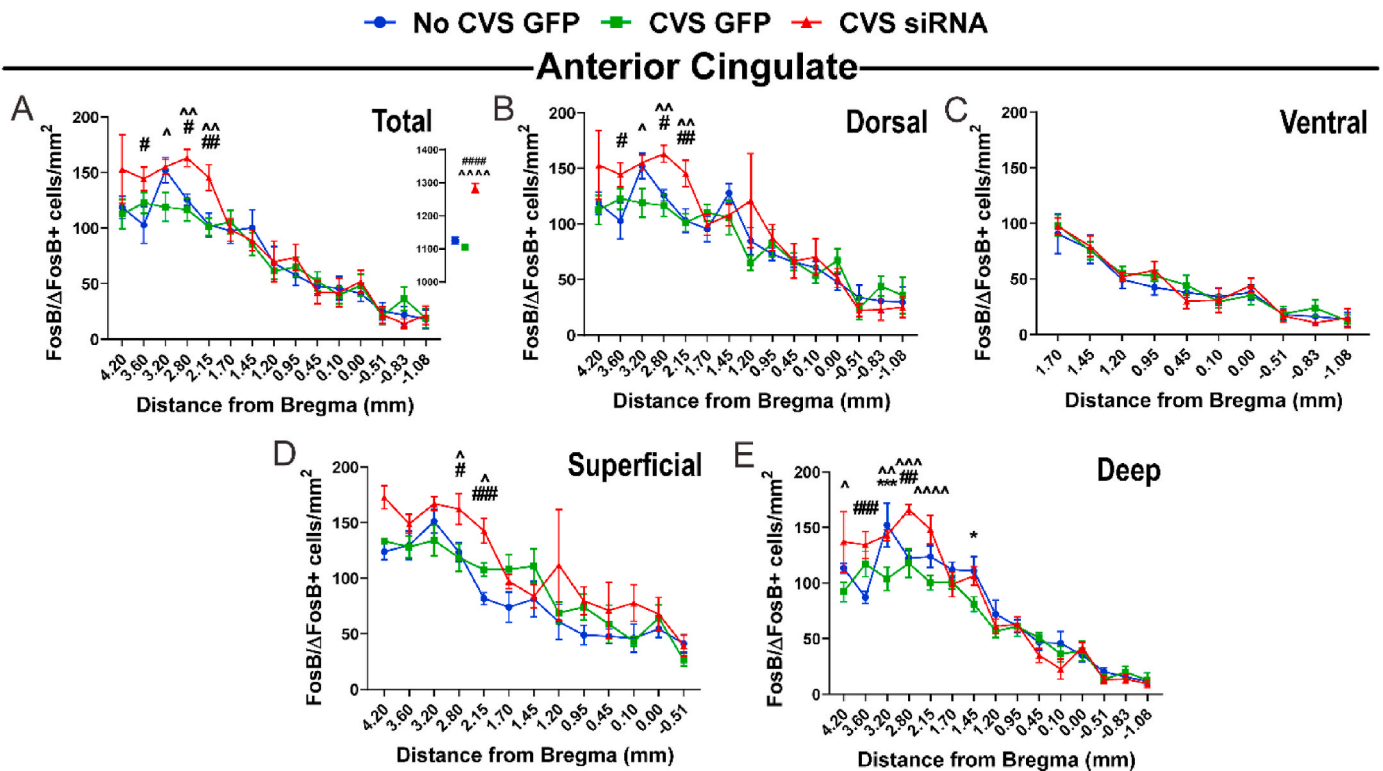 No CVS GFP CVS GFP CVS siRNA
Anterior Cingulate
A
Total
FosB/ΔFosB+ cells/mm2
200
150
100
50
0
# ^ ^^ # ^^ ##
1400
1300
1200
1100
1000
####
^^^^
4.20 3.60 3.20 2.80 2.15 1.70 1.45 1.20 0.95 0.45 0.10 0.00 -0.51 -0.83 -1.08
Distance from Bregma (mm)
B
Dorsal
FosB/ΔFosB+ cells/mm2
200
150
100
50
0
# ^ ^^ # ^^ ##
4.20 3.60 3.20 2.80 2.15 1.70 1.45 1.20 0.95 0.45 0.10 0.00 -0.51 -0.83 -1.08
Distance from Bregma (mm)
C
Ventral
FosB/ΔFosB+ cells/mm2
200
150
100
50
0
1.70 1.45 1.20 0.95 0.45 0.10 0.00 -0.51 -0.83 -1.08
Distance from Bregma (mm)
D
Superficial
FosB/ΔFosB+ cells/mm2
200
150
100
50
0
^ # ^ ###
4.20 3.60 3.20 2.80 2.15 1.70 1.45 1.20 0.95 0.45 0.10 0.00 -0.51
Distance from Bregma (mm)
E
Deep
FosB/ΔFosB+ cells/mm2
200
150
100
50
0
^ ### ^^ *** ^^^ ## ^^^^ *
4.20 3.60 3.20 2.80 2.15 1.70 1.45 1.20 0.95 0.45 0.10 0.00 -0.51 -0.83 -1.08
Distance from Bregma (mm)